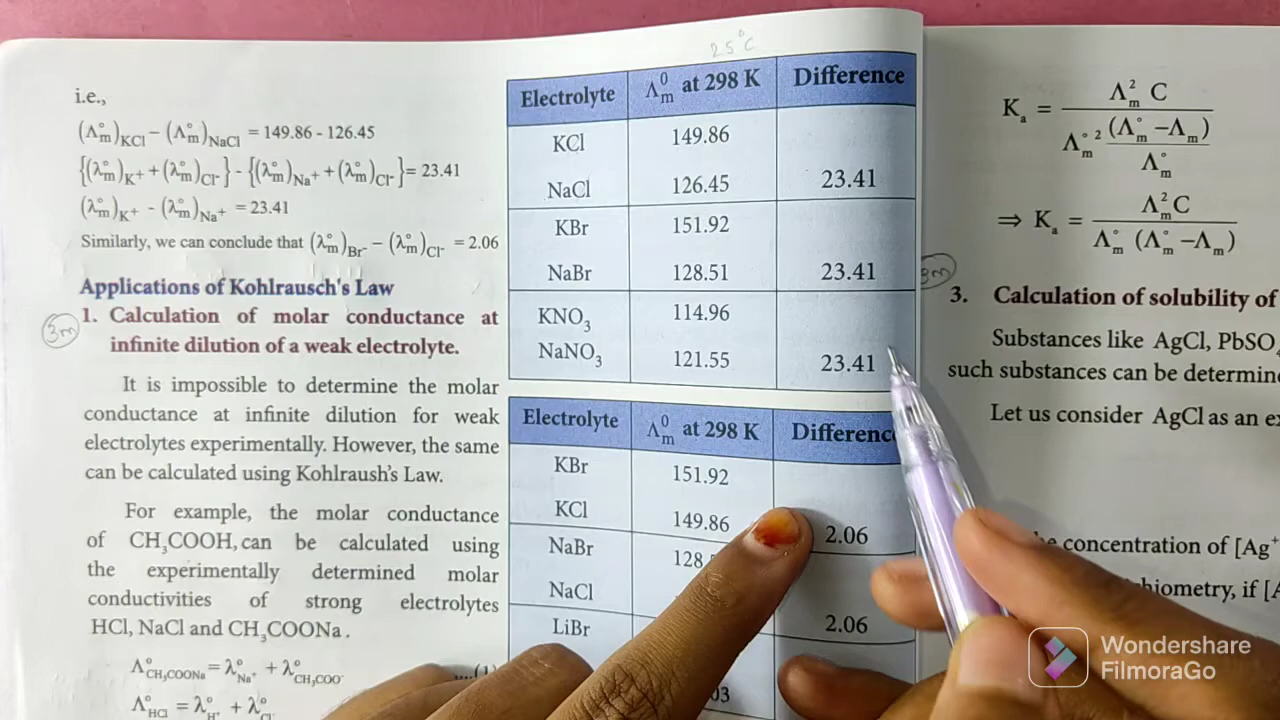 i.e.,
(Λ°m)KCl − (Λ°m)NaCl = 149.86 - 126.45
{(λ°m)K⁺ + (λ°m)Cl⁻} - {(λ°m)Na⁺ + (λ°m)Cl⁻} = 23.41
(λ°m)K⁺ - (λ°m)Na⁺ = 23.41
Similarly, we can conclude that (λ°m)Br⁻ − (λ°m)Cl⁻ = 2.06
Applications of Kohlrausch's Law
3m
1. Calculation of molar conductance at
infinite dilution of a weak electrolyte.
It is impossible to determine the molar
conductance at infinite dilution for weak
electrolytes experimentally. However, the same
can be calculated using Kohlraush's Law.
For example, the molar conductance
of CH₃COOH, can be calculated using
the experimentally determined molar
conductivities of strong electrolytes
HCl, NaCl and CH₃COONa.
Λ°CH₃COONa = λ°Na⁺ + λ°CH₃COO⁻ ....(1)
Λ°HCl = λ°H⁺ + λ°Cl⁻
25°C
Electrolyte Λ⁰m at 298 K Difference
KCl 149.86
NaCl 126.45 23.41
KBr 151.92
NaBr 128.51 23.41
KNO₃ 114.96
NaNO₃ 121.55 23.41
Electrolyte Λ⁰m at 298 K Differenc
KBr 151.92
KCl 149.86 2.06
NaBr 128
NaCl 2.06
LiBr
03
Kₐ = Λ²m C / Λ°²m (Λ°m − Λm) / Λ°m
⇒ Kₐ = Λ²m C / Λ°m (Λ°m − Λm)
3m
3. Calculation of solubility of
Substances like AgCl, PbSO₄
such substances can be determine
Let us consider AgCl as an ex
concentration of [Ag⁺
if [A
Wondershare
FilmoraGo